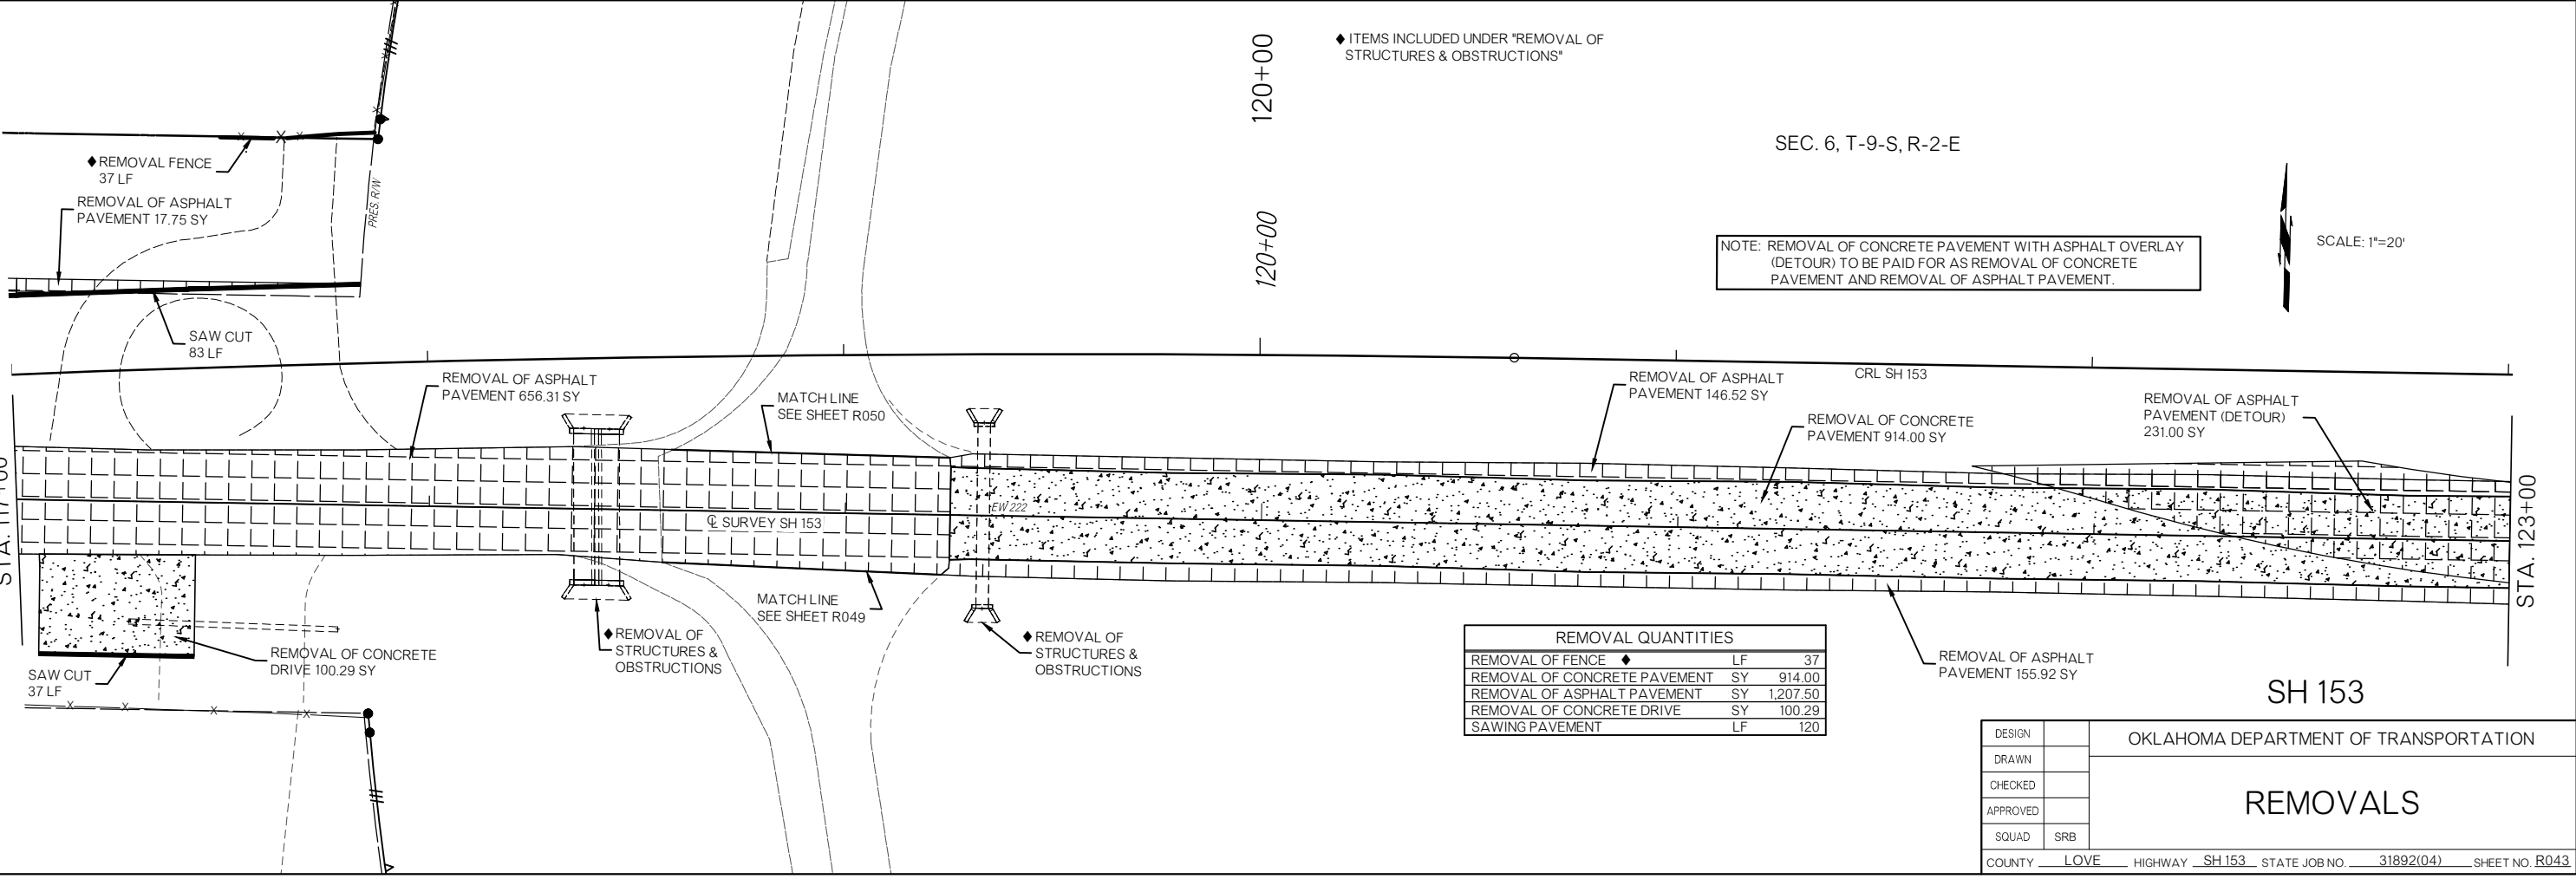 ♦ ITEMS INCLUDED UNDER "REMOVAL OF
STRUCTURES & OBSTRUCTIONS"
120+00
120+00
SEC. 6, T-9-S, R-2-E
♦ REMOVAL FENCE
37 LF
REMOVAL OF ASPHALT
PAVEMENT 17.75 SY
PRES. R/W
SAW CUT
83 LF
NOTE: REMOVAL OF CONCRETE PAVEMENT WITH ASPHALT OVERLAY
(DETOUR) TO BE PAID FOR AS REMOVAL OF CONCRETE
PAVEMENT AND REMOVAL OF ASPHALT PAVEMENT.
SCALE: 1"=20'
REMOVAL OF ASPHALT
PAVEMENT 656.31 SY
MATCH LINE
SEE SHEET R050
REMOVAL OF ASPHALT
PAVEMENT 146.52 SY
CRL SH 153
REMOVAL OF CONCRETE
PAVEMENT 914.00 SY
REMOVAL OF ASPHALT
PAVEMENT (DETOUR)
231.00 SY
EW 222
℄ SURVEY SH 153
STA. 123+00
MATCH LINE
SEE SHEET R049
♦ REMOVAL OF
STRUCTURES &
OBSTRUCTIONS
♦ REMOVAL OF
STRUCTURES &
OBSTRUCTIONS
REMOVAL OF CONCRETE
DRIVE 100.29 SY
SAW CUT
37 LF
REMOVAL OF ASPHALT
PAVEMENT 155.92 SY
REMOVAL QUANTITIES
REMOVAL OF FENCE ♦ LF 37
REMOVAL OF CONCRETE PAVEMENT SY 914.00
REMOVAL OF ASPHALT PAVEMENT SY 1,207.50
REMOVAL OF CONCRETE DRIVE SY 100.29
SAWING PAVEMENT LF 120
SH 153
DESIGN
DRAWN
CHECKED
APPROVED
SQUAD SRB
OKLAHOMA DEPARTMENT OF TRANSPORTATION
REMOVALS
COUNTY LOVE HIGHWAY SH 153 STATE JOB NO. 31892(04) SHEET NO. R043